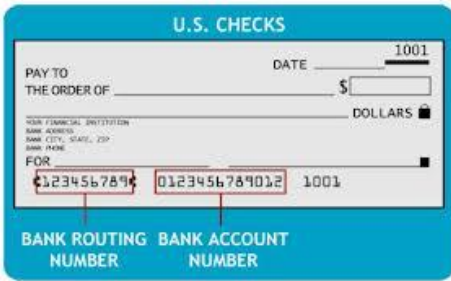 U.S. CHECKS
1001
DATE
PAY TO
THE ORDER OF
$
DOLLARS
YOUR FINANCIAL INSTITUTION
BANK ADDRESS
BANK CITY, STATE, ZIP
BANK PHONE
FOR
123456789 0123456789012 1001
BANK ROUTING NUMBER
BANK ACCOUNT NUMBER